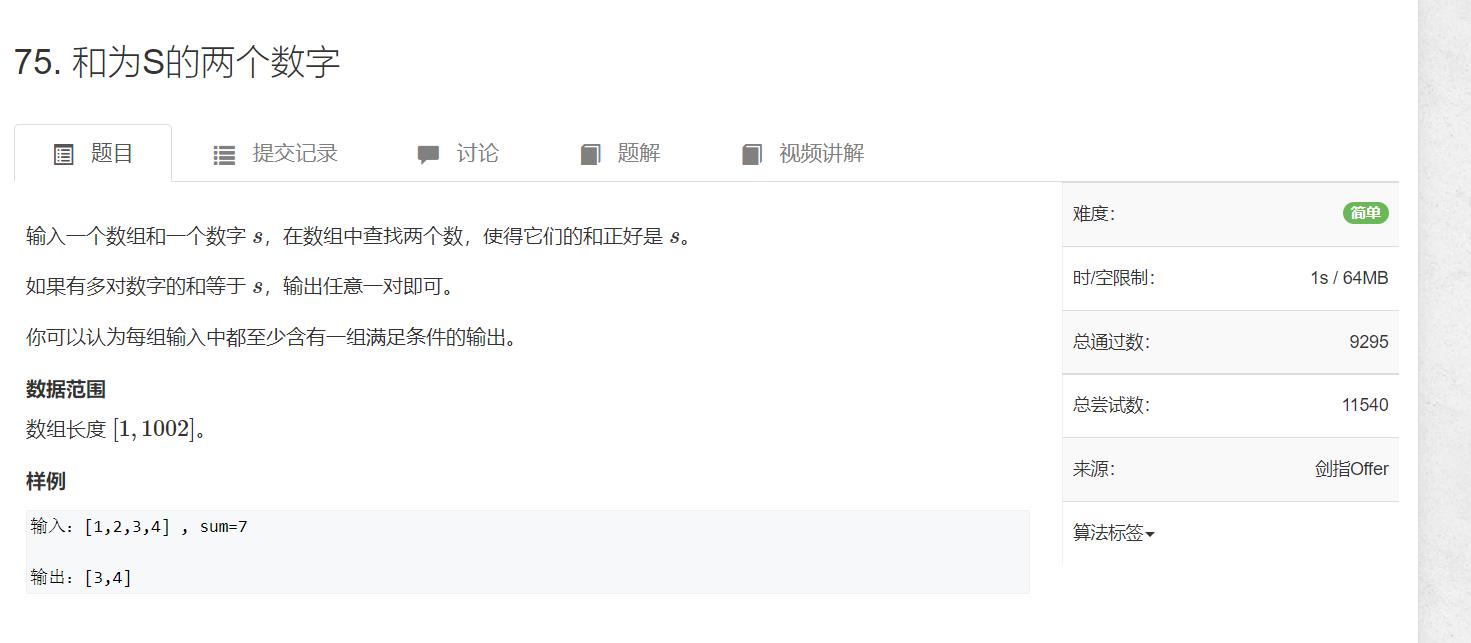 75. 和为S的两个数字
题目
提交记录
讨论
题解
视频讲解
输入一个数组和一个数字 s，在数组中查找两个数，使得它们的和正好是 s。
如果有多对数字的和等于 s，输出任意一对即可。
你可以认为每组输入中都至少含有一组满足条件的输出。
数据范围
数组长度 [1, 1002]。
样例
输入：[1,2,3,4] , sum=7
输出：[3,4]
难度： 简单
时/空限制： 1s / 64MB
总通过数： 9295
总尝试数： 11540
来源： 剑指Offer
算法标签